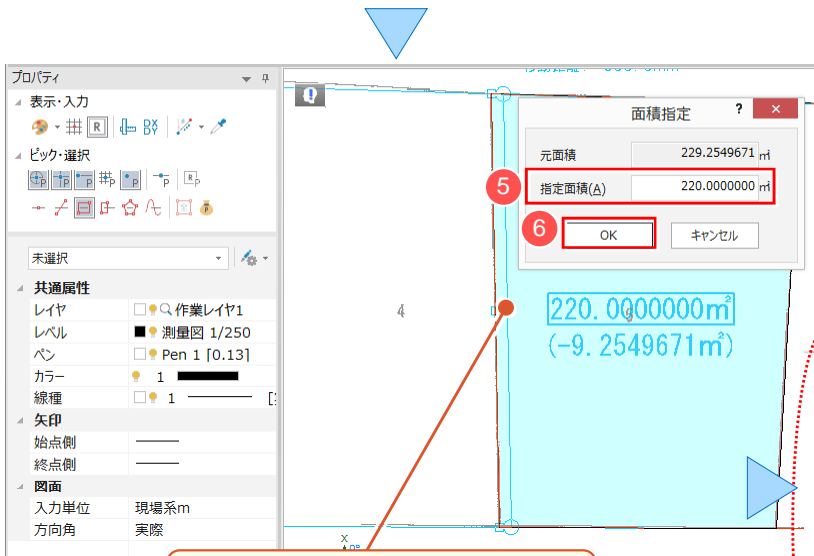 プロパティ
表示・入力
R
DX
DY
ピック・選択
P P P P P P P
P
未選択
共通属性
レイヤ 作業レイヤ1
レベル 測量図 1/250
ペン Pen 1 [0.13]
カラー 1
線種 1
矢印
始点側
終点側
図面
入力単位 現場系m
方向角 実際
面積指定 ? ×
元面積 229.2549671 ㎡
5 指定面積(A) 220.0000000 ㎡
6 OK キャンセル
4
220.0000000㎡
(-9.2549671㎡)
X